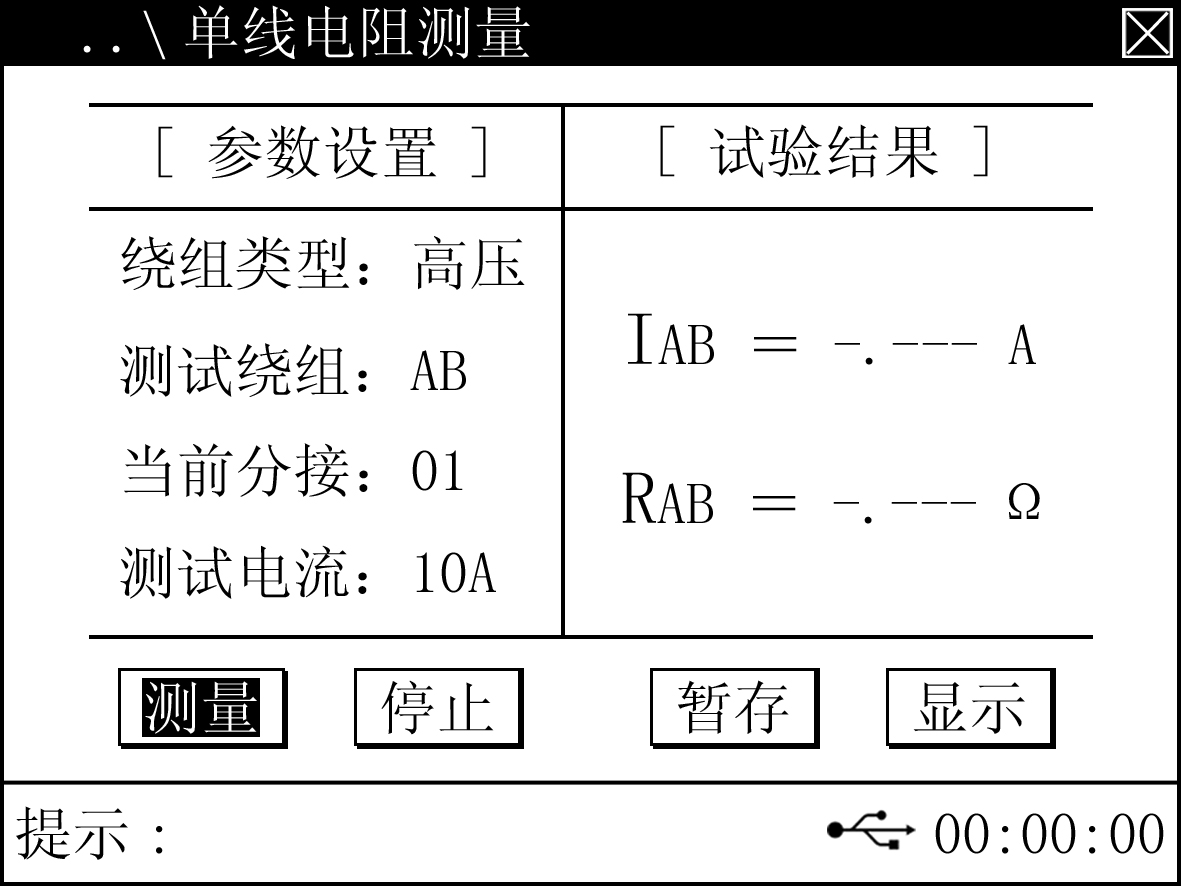 ..\单线电阻测量
[ 参数设置 ]
[ 试验结果 ]
绕组类型：高压
测试绕组：AB
当前分接：01
测试电流：10A
IAB = -.--- A
RAB = -.--- Ω
测量
停止
暂存
显示
提示：
00:00:00